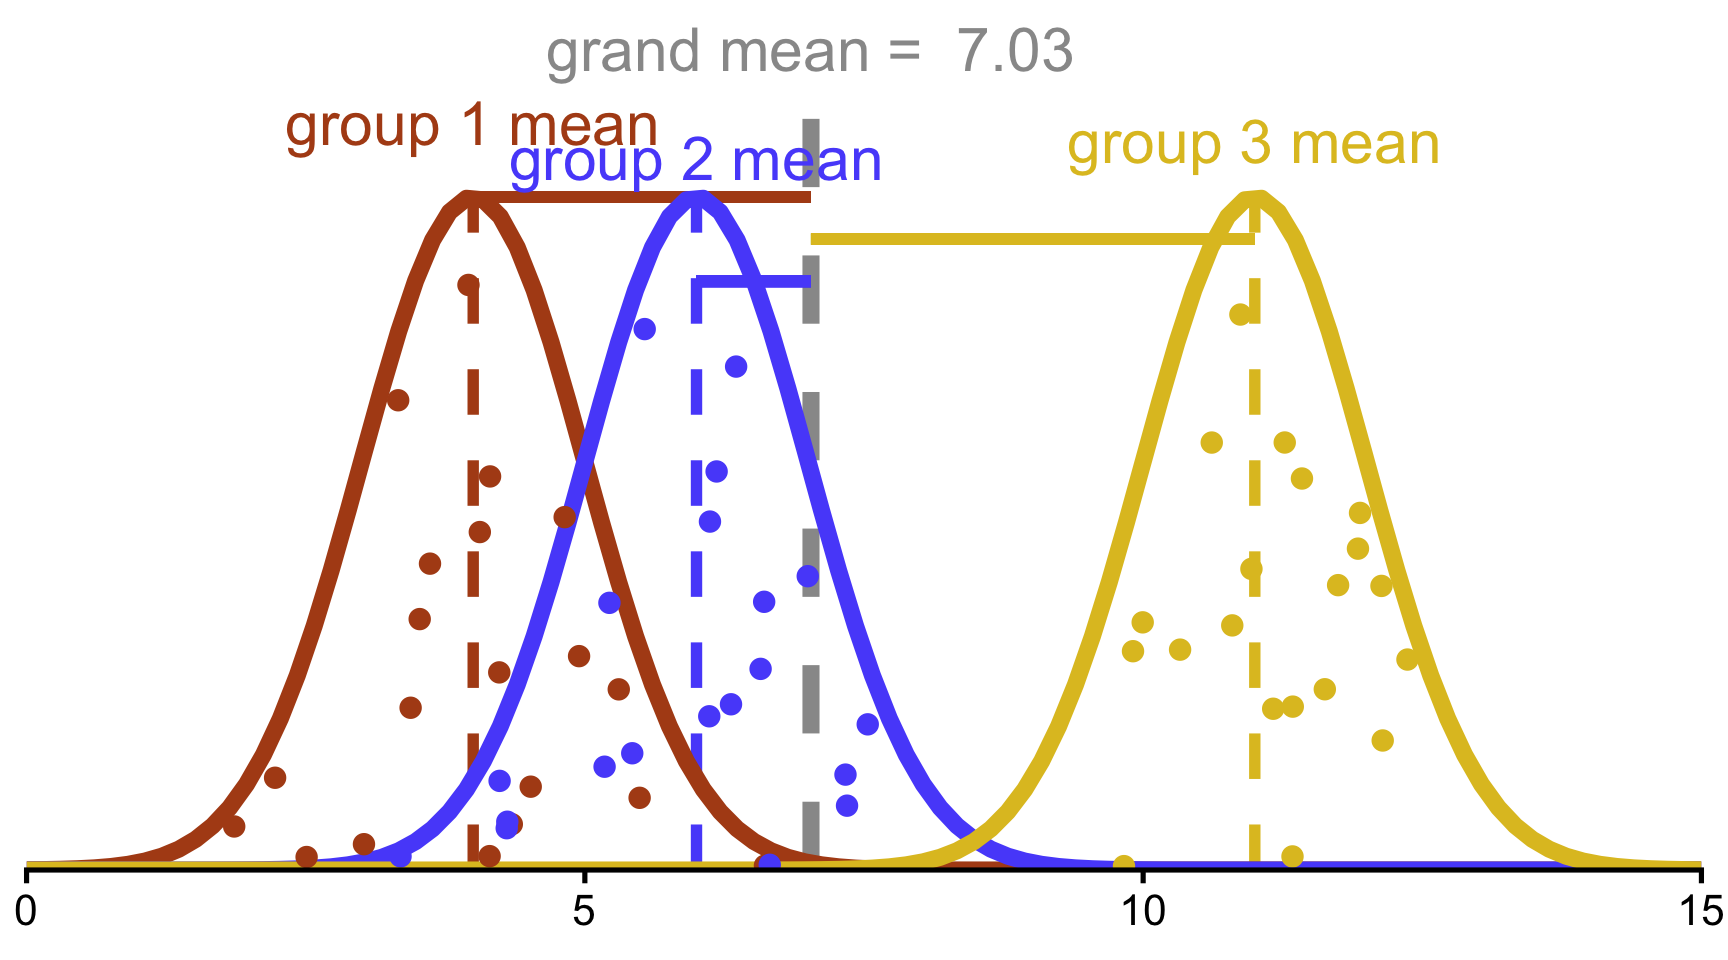 grand mean = 7.03
group 1 mean
group 2 mean
group 3 mean
0
5
10
15